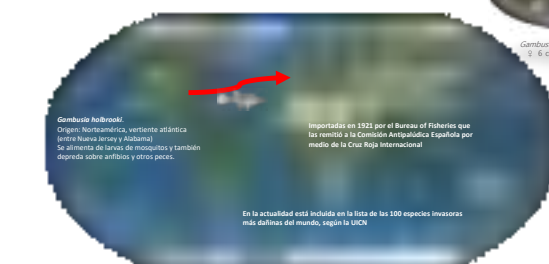 Gambus
♀ 6 c
Gambusia holbrooki.
Origen: Norteamérica, vertiente atlántica
(entre Nueva Jersey y Alabama)
Se alimenta de larvas de mosquitos y también
depreda sobre anfibios y otros peces.
Importadas en 1921 por el Bureau of Fisheries que
las remitió a la Comisión Antipalúdica Española por
medio de la Cruz Roja Internacional
En la actualidad está incluida en la lista de las 100 especies invasoras
más dañinas del mundo, según la UICN